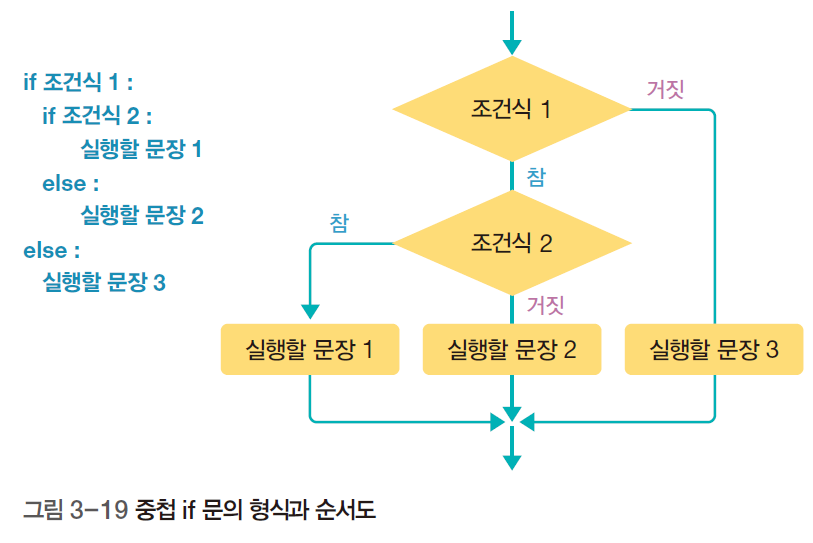 if 조건식 1 :
if 조건식 2 :
실행할 문장 1
else :
실행할 문장 2
else :
실행할 문장 3
조건식 1
거짓
참
조건식 2
참
거짓
실행할 문장 1
실행할 문장 2
실행할 문장 3
그림 3-19 중첩 if 문의 형식과 순서도